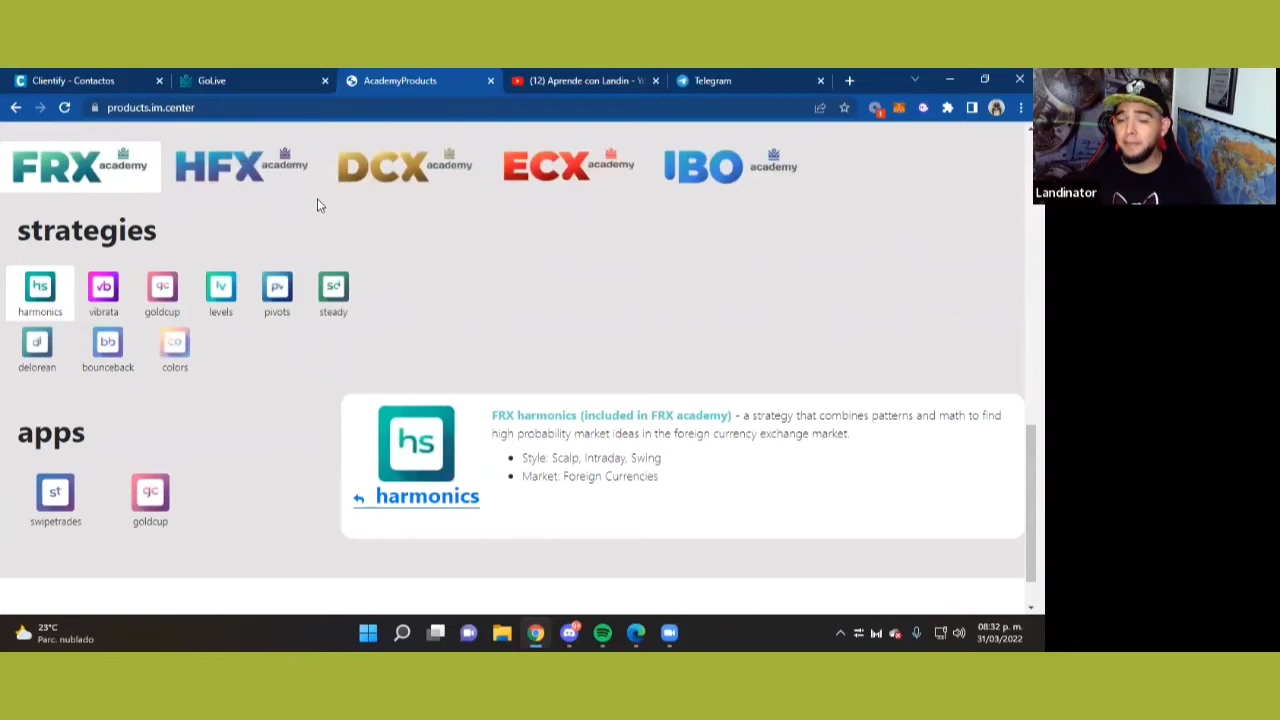 Clientify - Contactos
GoLive
AcademyProducts
(12) Aprende con Landin - Yo
Telegram
products.im.center
FRX academy
HFX academy
DCX academy
ECX academy
IBO academy
Landinator
strategies
hs
vb
gc
lv
pv
sd
harmonics
vibrata
goldcup
levels
pivots
steady
dl
bb
co
delorean
bounceback
colors
apps
st
gc
swipetrades
goldcup
hs
harmonics
FRX harmonics (included in FRX academy) - a strategy that combines patterns and math to find
high probability market ideas in the foreign currency exchange market.
Style: Scalp, Intraday, Swing
Market: Foreign Currencies
23°C
Parc. nublado
08:32 p. m.
31/03/2022